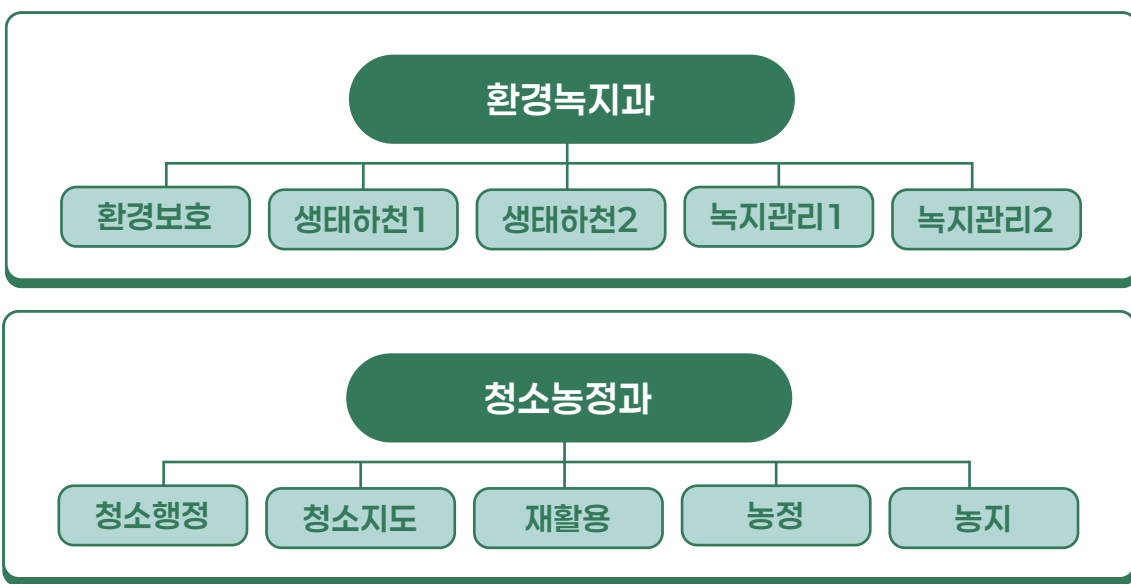 환경녹지과
환경보호 생태하천1 생태하천2 녹지관리1 녹지관리2
청소농정과
청소행정 청소지도 재활용 농정 농지